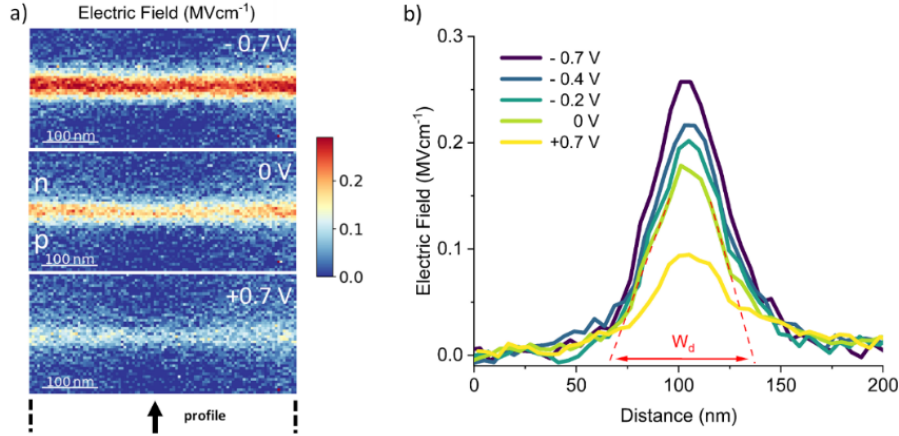 a)
Electric Field (MVcm⁻¹)
- 0.7 V
100 nm
n
0 V
p
100 nm
+0.7 V
100 nm
0.2
0.1
0.0
profile
b)
Electric Field (MVcm⁻¹)
0.3
0.2
0.1
0.0
- 0.7 V
- 0.4 V
- 0.2 V
0 V
+0.7 V
W_d
0
50
100
150
200
Distance (nm)